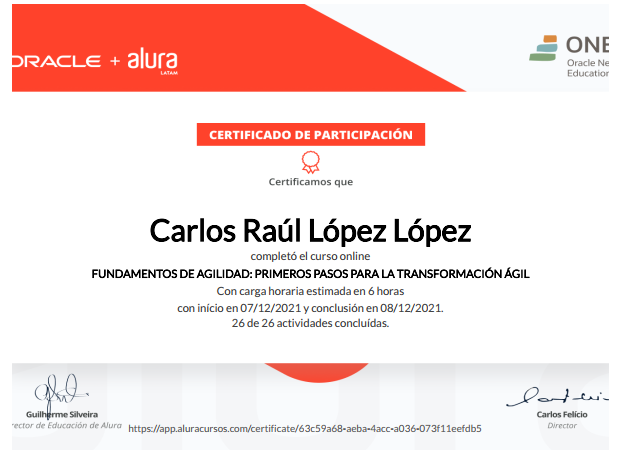 ORACLE + alura
LATAM
ONE
Oracle Ne
Education
CERTIFICADO DE PARTICIPACIÓN
Certificamos que
Carlos Raúl López López
completó el curso online
FUNDAMENTOS DE AGILIDAD: PRIMEROS PASOS PARA LA TRANSFORMACIÓN ÁGIL
Con carga horaria estimada en 6 horas
con início en 07/12/2021 y conclusión en 08/12/2021.
26 de 26 actividades concluídas.
Guilherme Silveira
rector de Educación de Alura
https://app.aluracursos.com/certificate/63c59a68-aeba-4acc-a036-073f11eefdb5
Carlos Felício
Director